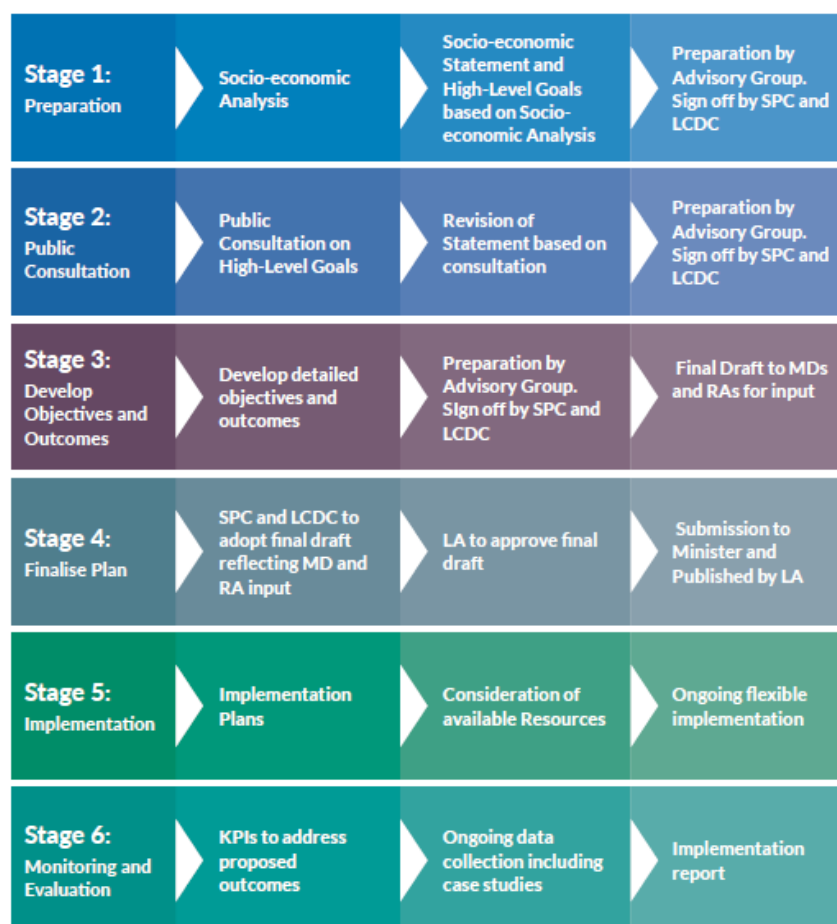 Stage 1:
Preparation
Socio-economic
Analysis
Socio-economic
Statement and
High-Level Goals
based on Socio-
economic Analysis
Preparation by
Advisory Group.
Sign off by SPC and
LCDC
Stage 2:
Public
Consultation
Public
Consultation on
High-Level Goals
Revision of
Statement based on
consultation
Preparation by
Advisory Group.
Sign off by SPC and
LCDC
Stage 3:
Develop
Objectives and
Outcomes
Develop detailed
objectives and
outcomes
Preparation by
Advisory Group.
SIgn off by SPC and
LCDC
Final Draft to MDs
and RAs for input
Stage 4:
Finalise Plan
SPC and LCDC to
adopt final draft
reflecting MD and
RA input
LA to approve final
draft
Submission to
Minister and
Published by LA
Stage 5:
Implementation
Implementation
Plans
Consideration of
available Resources
Ongoing flexible
implementation
Stage 6:
Monitoring and
Evaluation
KPIs to address
proposed
outcomes
Ongoing data
collection including
case studies
Implementation
report